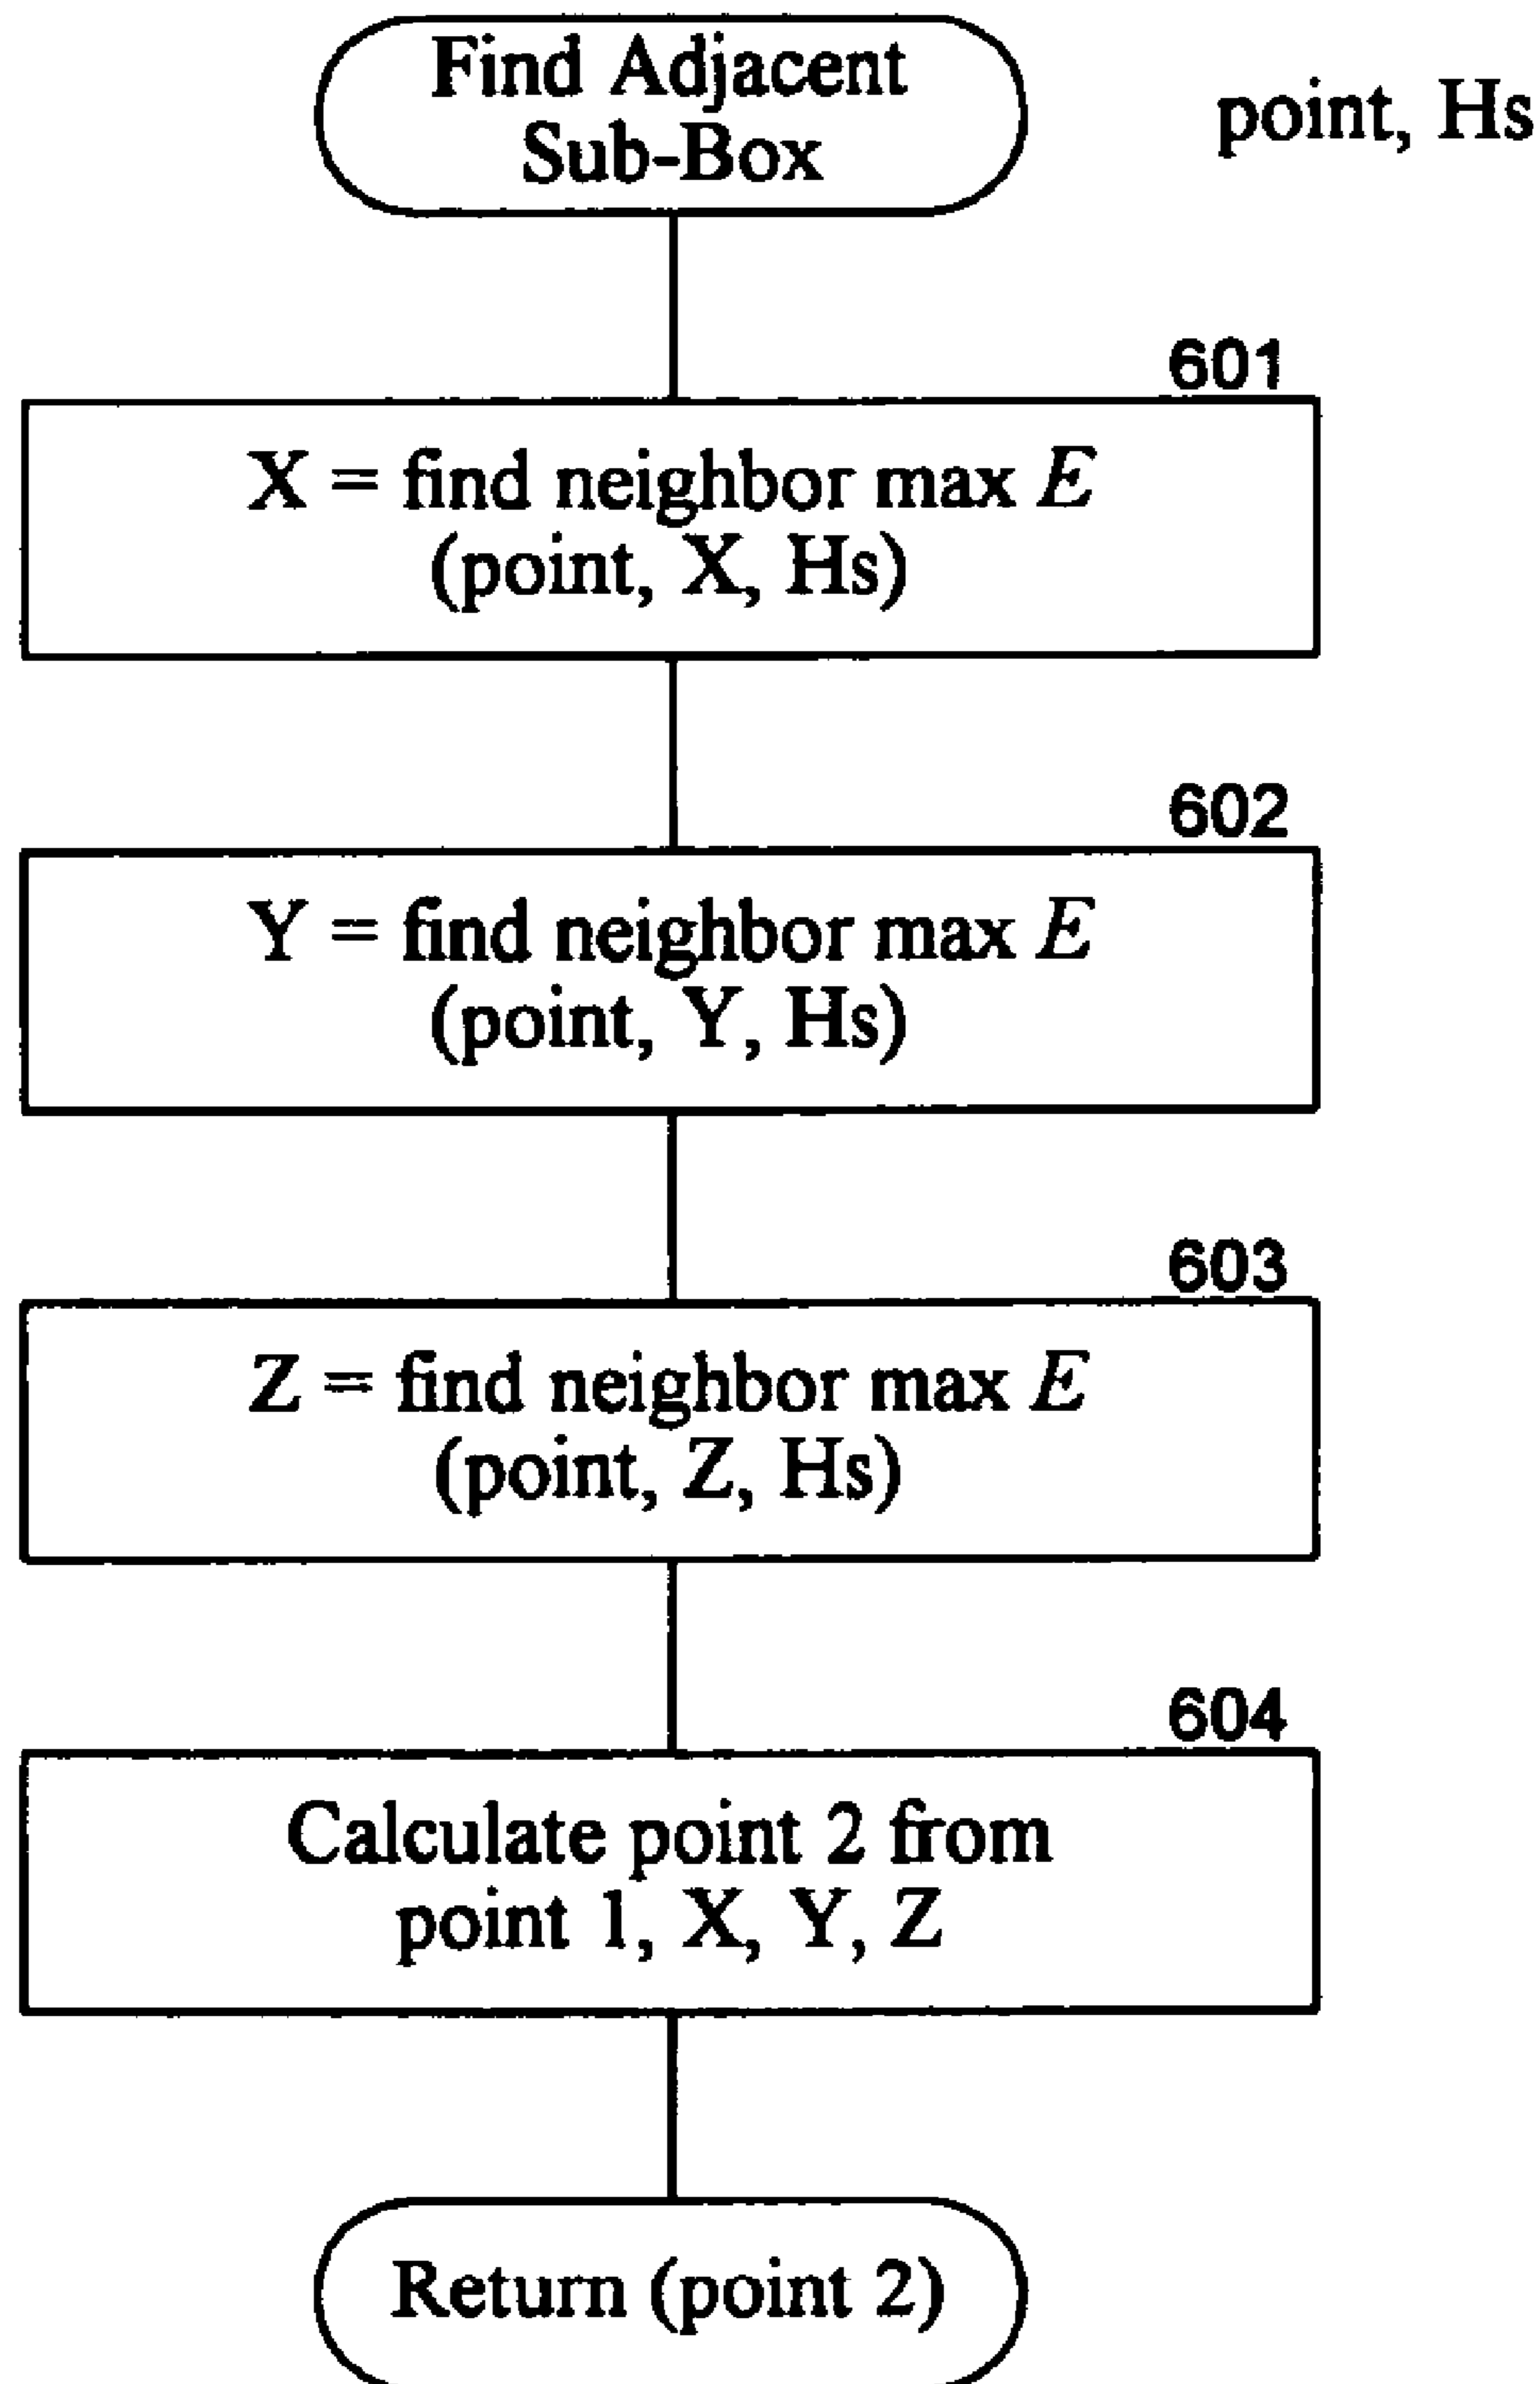 Find Adjacent
Sub-Box
point, Hs
601
X = find neighbor max E
(point, X, Hs)
602
Y = find neighbor max E
(point, Y, Hs)
603
Z = find neighbor max E
(point, Z, Hs)
604
Calculate point 2 from
point 1, X, Y, Z
Return (point 2)